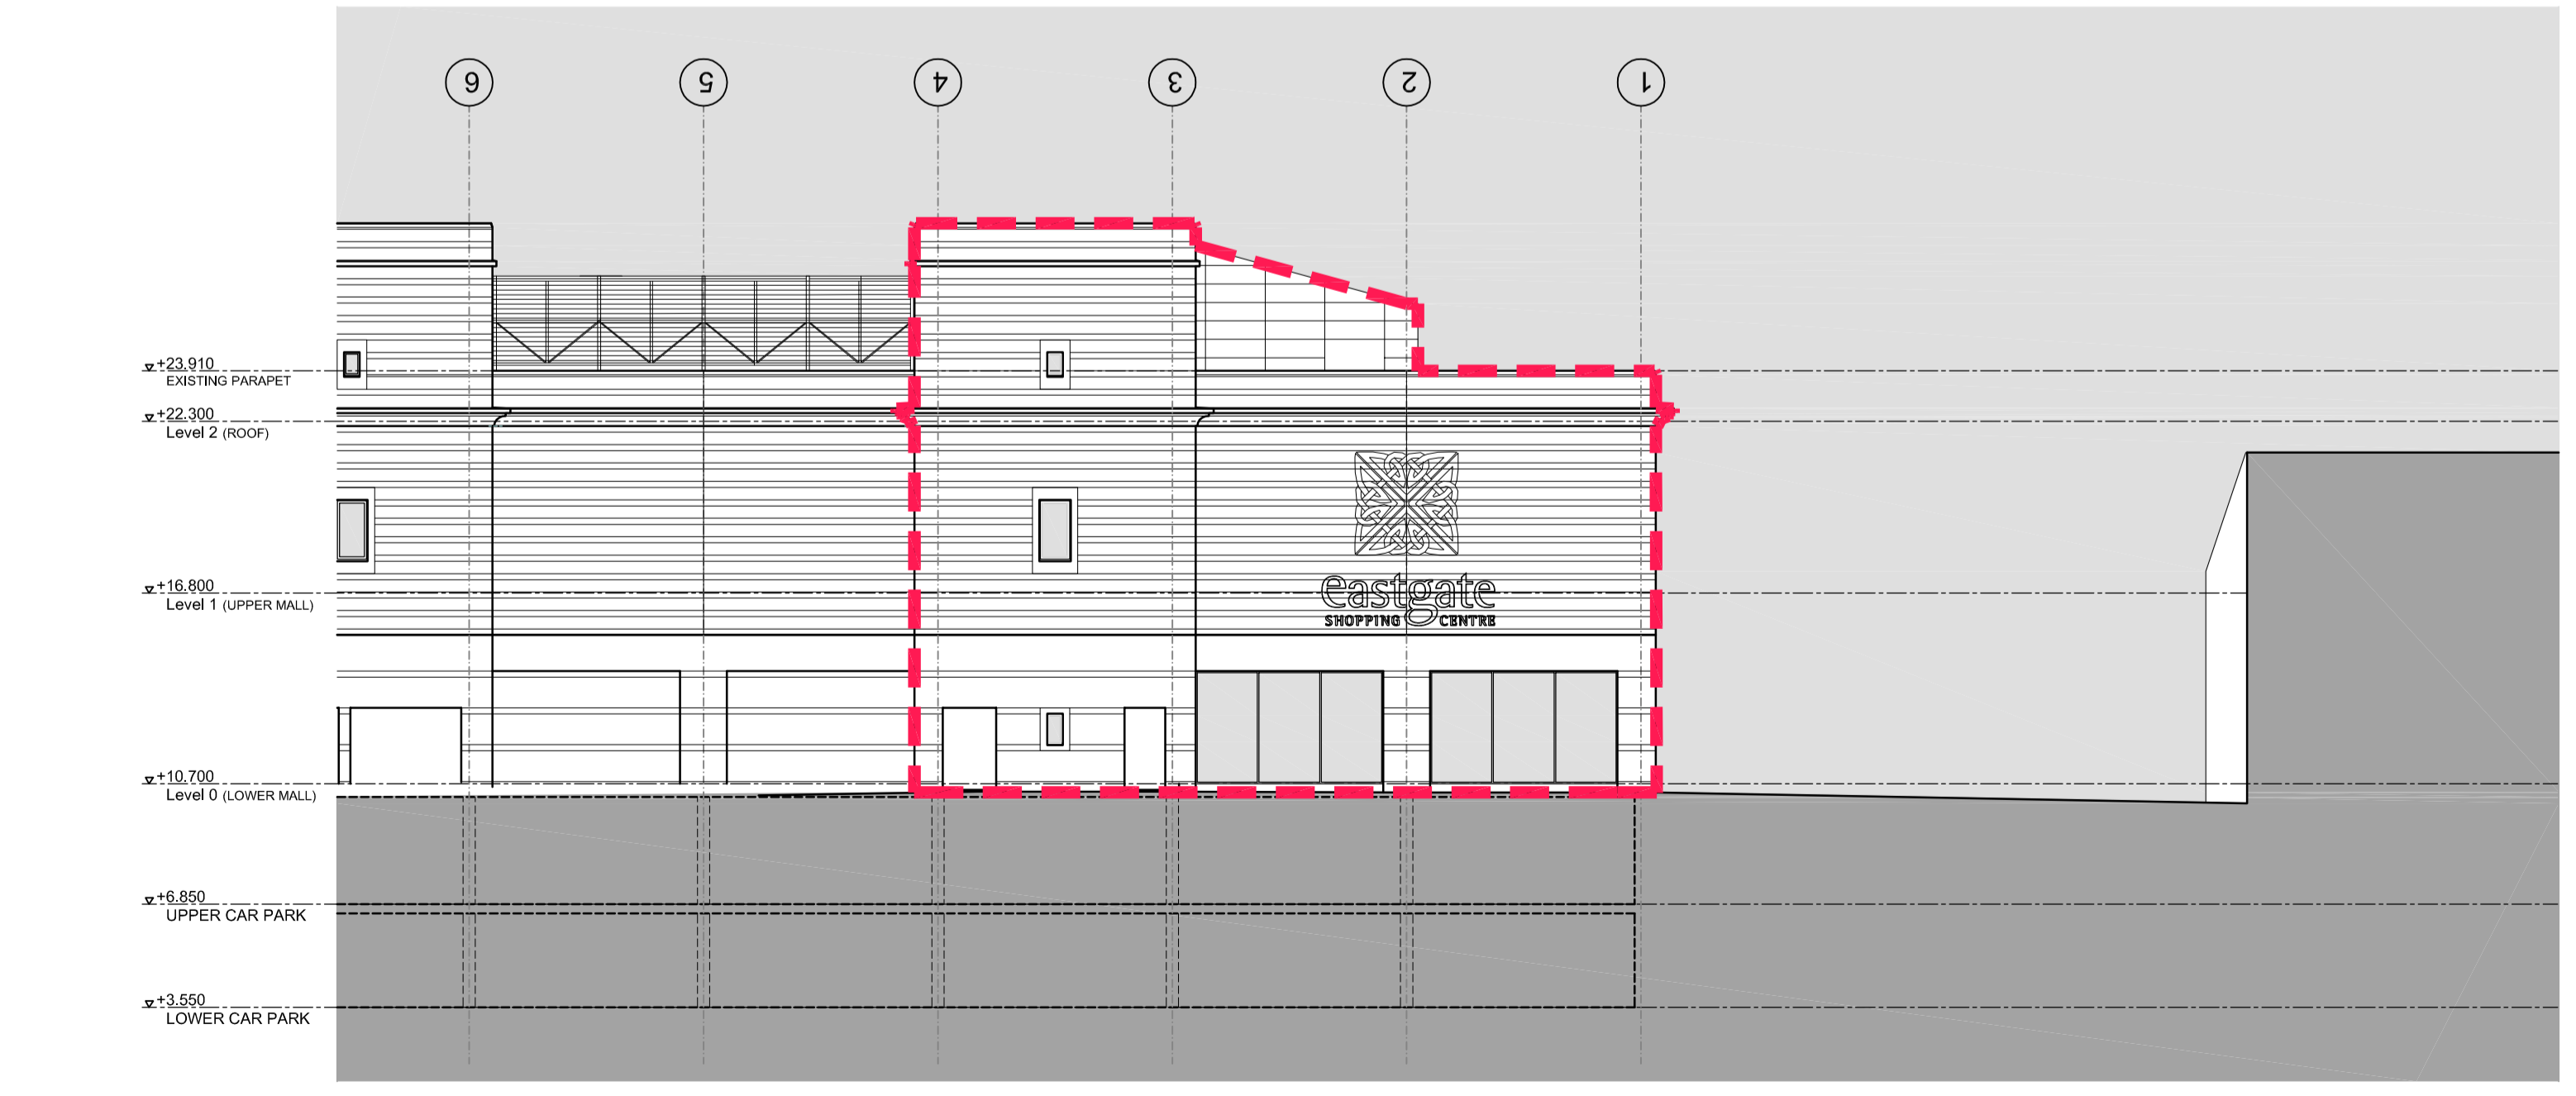 6 5 4 3 2 1
+23.910
EXISTING PARAPET
+22.300
Level 2 (ROOF)
eastgate
SHOPPING CENTRE
+16.800
Level 1 (UPPER MALL)
+10.700
Level 0 (LOWER MALL)
+6.850
UPPER CAR PARK
+3.550
LOWER CAR PARK